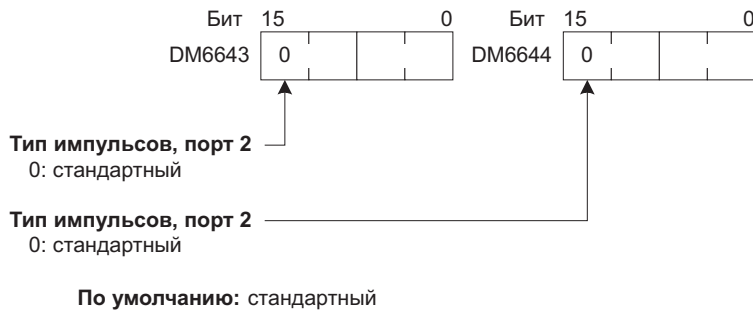 Бит 15 0 Бит 15 0
DM6643 0 DM6644 0
Тип импульсов, порт 2
0: стандартный
Тип импульсов, порт 2
0: стандартный
По умолчанию: стандартный